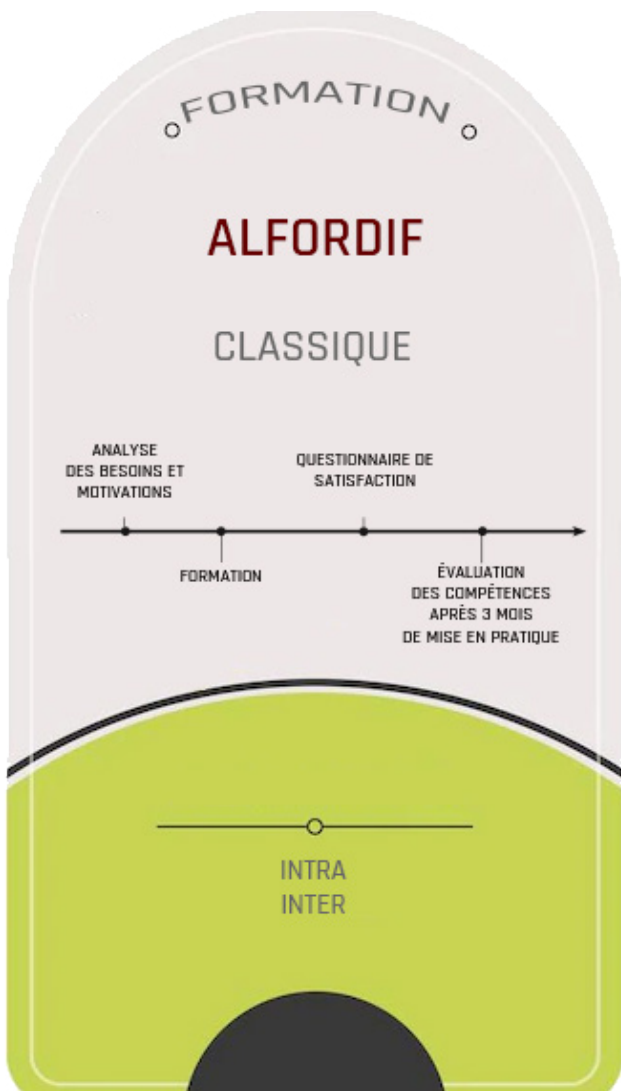 FORMATION
ALFORDIF
CLASSIQUE
ANALYSE
DES BESOINS ET
MOTIVATIONS
FORMATION
QUESTIONNAIRE DE
SATISFACTION
ÉVALUATION
DES COMPÉTENCES
APRÈS 3 MOIS
DE MISE EN PRATIQUE
INTRA
INTER